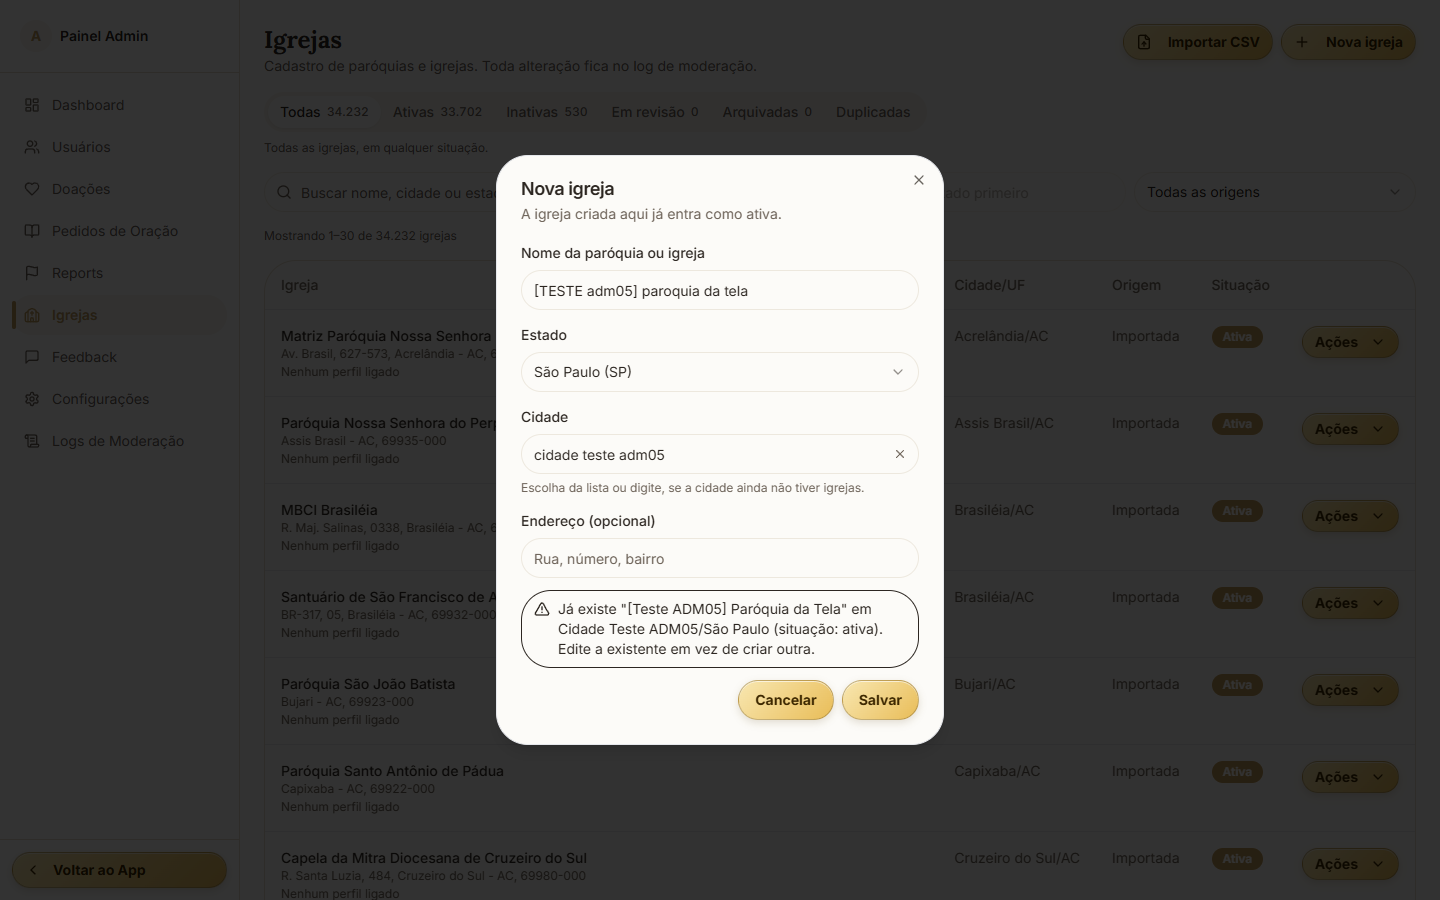 A Painel Admin
Dashboard
Usuários
Doações
Pedidos de Oração
Reports
Igrejas
Feedback
Configurações
Logs de Moderação
Voltar ao App
Igrejas
Cadastro de paróquias e igrejas. Toda alteração fica no log de moderação.
Importar CSV
Nova igreja
Todas 34.232 Ativas 33.702 Inativas 530 Em revisão 0 Arquivadas 0 Duplicadas
Todas as igrejas, em qualquer situação.
Buscar nome, cidade ou
primeiro
Todas as origens
Mostrando 1–30 de 34.232 igrejas
Igreja Cidade/UF Origem Situação
Matriz Paróquia Nossa Senhora
Av. Brasil, 627-573, Acrelândia - AC,
Nenhum perfil ligado
Acrelândia/AC Importada Ativa Ações
Paróquia Nossa Senhora do
Assis Brasil - AC, 69935-000
Nenhum perfil ligado
Assis Brasil/AC Importada Ativa Ações
MBCI Brasiléia
R. Maj. Salinas, 0338, Brasiléia - AC,
Nenhum perfil ligado
Brasiléia/AC Importada Ativa Ações
Santuário de São Francisco de
BR-317, 05, Brasiléia - AC, 69932-000
Nenhum perfil ligado
Brasiléia/AC Importada Ativa Ações
Paróquia São João Batista
Bujari - AC, 69923-000
Nenhum perfil ligado
Bujari/AC Importada Ativa Ações
Paróquia Santo Antônio de Pádua
Capixaba - AC, 69922-000
Nenhum perfil ligado
Capixaba/AC Importada Ativa Ações
Capela da Mitra Diocesana de Cruzeiro do Sul
R. Santa Luzia, 484, Cruzeiro do Sul - AC, 69980-000
Nenhum perfil ligado
Cruzeiro do Sul/AC Importada Ativa Ações
Nova igreja
A igreja criada aqui já entra como ativa.
Nome da paróquia ou igreja
[TESTE adm05] paroquia da tela
Estado
São Paulo (SP)
Cidade
cidade teste adm05
Escolha da lista ou digite, se a cidade ainda não tiver igrejas.
Endereço (opcional)
Rua, número, bairro
Já existe "[Teste ADM05] Paróquia da Tela" em
Cidade Teste ADM05/São Paulo (situação: ativa).
Edite a existente em vez de criar outra.
Cancelar Salvar